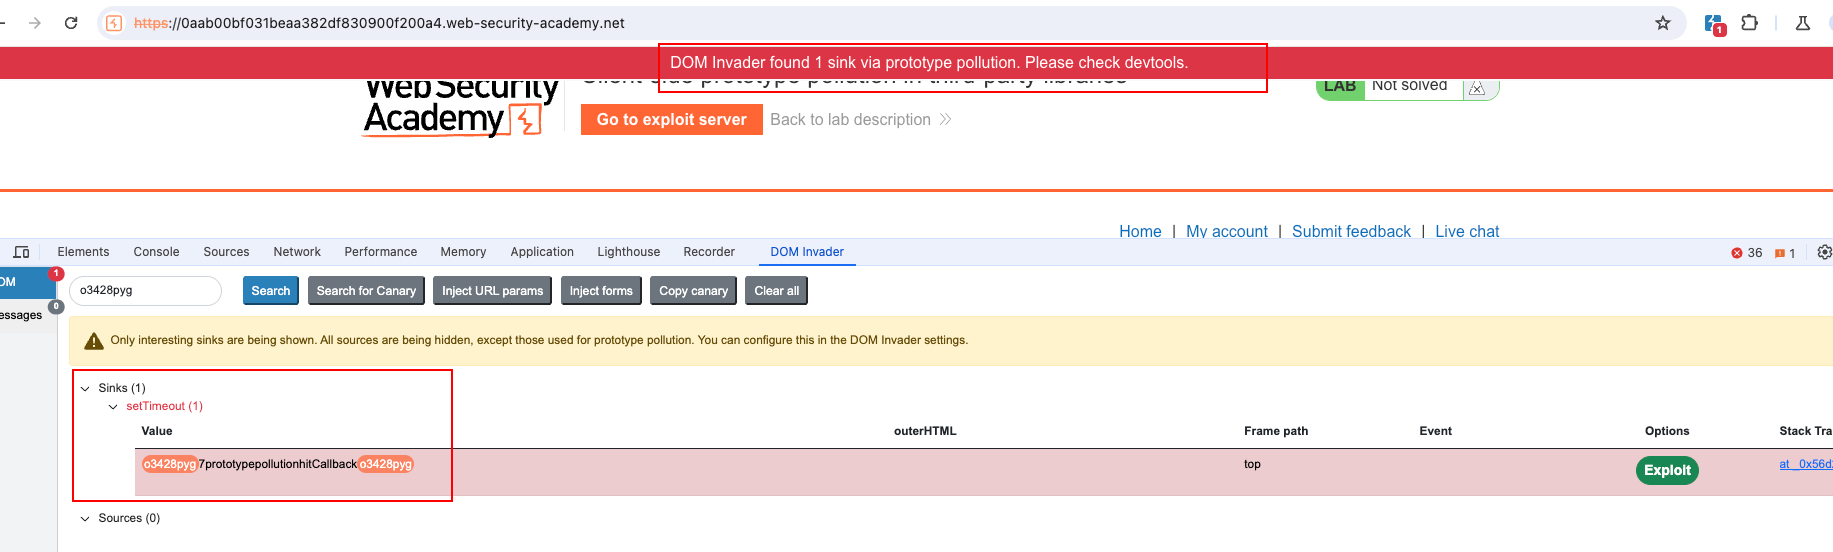 https://0aab00bf031beaa382df830900f200a4.web-security-academy.net
1
DOM Invader found 1 sink via prototype pollution. Please check devtools.
Web Security
Academy
Client-side prototype pollution in third-party libraries
LAB Not solved
Go to exploit server Back to lab description
Home | My account | Submit feedback | Live chat
Elements Console Sources Network Performance Memory Application Lighthouse Recorder DOM Invader 36 1
OM 1
o3428pyg Search Search for Canary Inject URL params Inject forms Copy canary Clear all
essages 0
Only interesting sinks are being shown. All sources are being hidden, except those used for prototype pollution. You can configure this in the DOM Invader settings.
Sinks (1)
setTimeout (1)
Value outerHTML Frame path Event Options Stack Tra
o3428pyg7prototypepollutionhitCallbacko3428pyg top Exploit at _0x56d
Sources (0)